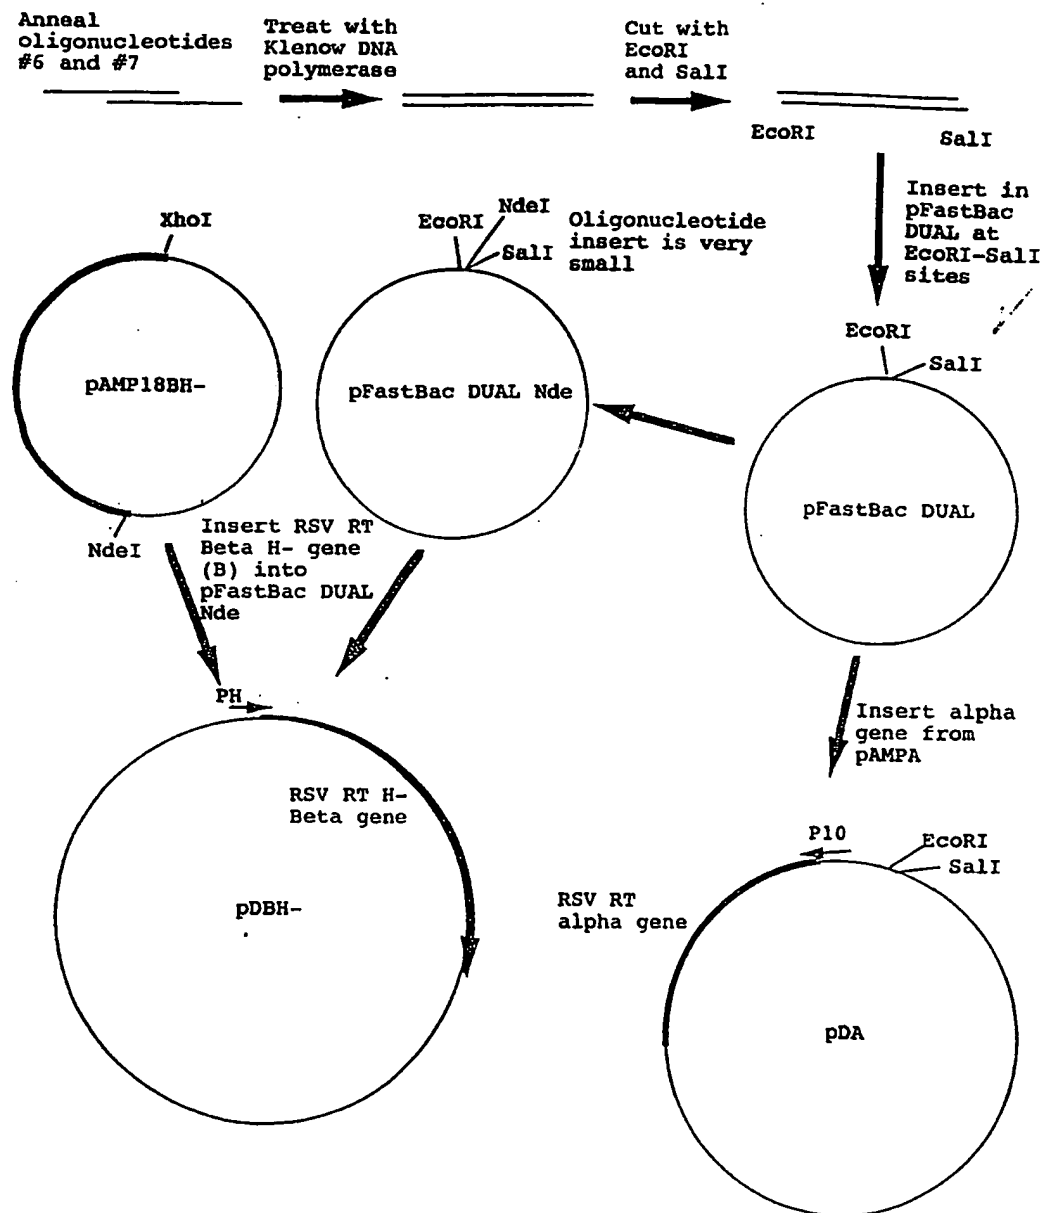 Anneal
oligonucleotides
#6 and #7
Treat with
Klenow DNA
polymerase
Cut with
EcoRI
and SalI
EcoRI
SalI
Insert in
pFastBac
DUAL at
EcoRI-SalI
sites
XhoI
pAMP18BH-
NdeI
EcoRI
NdeI
SalI
Oligonucleotide
insert is very
small
pFastBac DUAL Nde
EcoRI
SalI
pFastBac DUAL
Insert RSV RT
Beta H- gene
(B) into
pFastBac DUAL
Nde
PH
RSV RT H-
Beta gene
pDBH-
Insert alpha
gene from
pAMPA
P10
EcoRI
SalI
RSV RT
alpha gene
pDA